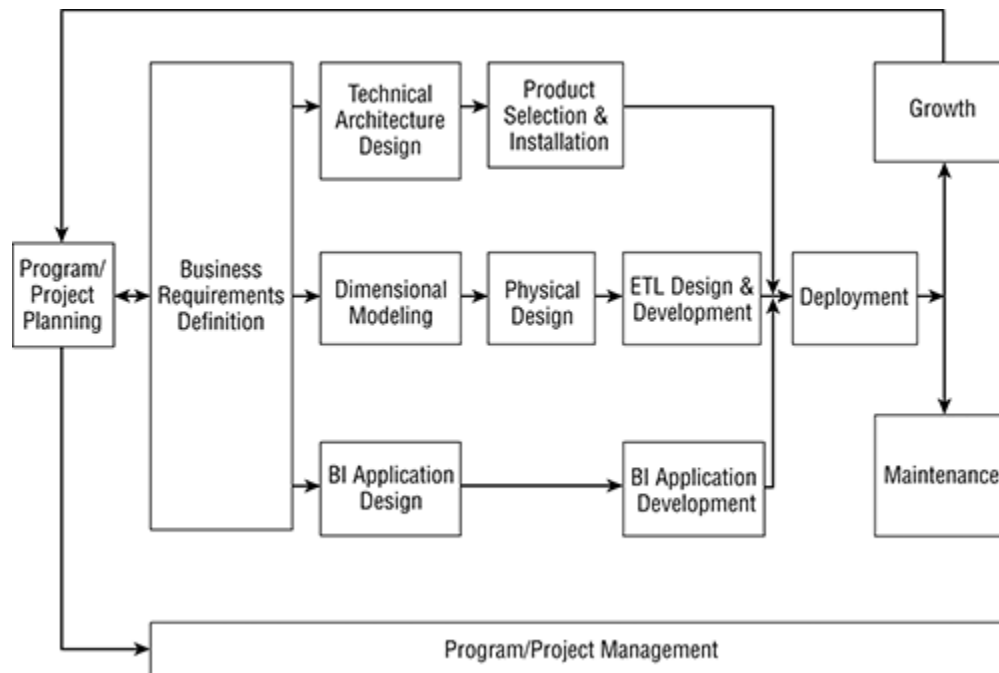 Program/
Project
Planning
Business
Requirements
Definition
Technical
Architecture
Design
Product
Selection &
Installation
Dimensional
Modeling
Physical
Design
ETL Design &
Development
BI Application
Design
BI Application
Development
Deployment
Growth
Maintenance
Program/Project Management